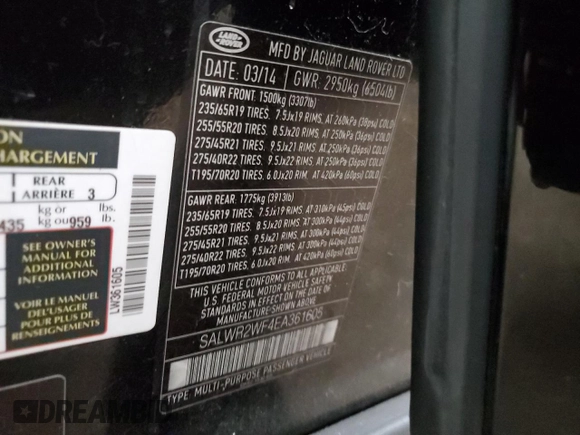 LAND
ROVER
MFD BY JAGUAR LAND ROVER LTD
DATE: 03/14 GWR: 2950kg (6504lb)
GAWR FRONT. 1500kg (3307lb)
235/65R19 TIRES. 7.5Jx19 RIMS. AT 260kPa (38psi) COLD
255/55R20 TIRES. 8.5Jx20 RIMS. AT 250kPa (36psi) COLD
275/45R21 TIRES. 9.5Jx21 RIMS. AT 250kPa (36psi) COLD
275/40R22 TIRES. 9.5Jx22 RIMS. AT 250kPa (36psi) COLD
T195/70R20 TIRES. 6.0Jx20 RIM. AT 420kPa (60psi) COLD
GAWR REAR. 1775kg (3913lb)
235/65R19 TIRES. 7.5Jx19 RIMS. AT 310kPa (45psi) COLD
255/55R20 TIRES. 8.5Jx20 RIMS. AT 300kPa (44psi) COLD
275/45R21 TIRES. 9.5Jx21 RIMS. AT 300kPa (44psi) COLD
275/40R22 TIRES. 9.5Jx22 RIMS. AT 300kPa (44psi) COLD
T195/70R20 TIRES. 6.0Jx20 RIM. AT 420kPa (60psi) COLD
THIS VEHICLE CONFORMS TO ALL APPLICABLE
SAFETY STANDARDS IN EFFECT ON THE DATE OF
MANUFACTURE SHOWN ABOVE
SALWR2WF4EA361605
TYPE: MULTI-PURPOSE PASSENGER VEHICLE
ON
MARGEMENT
REAR
ARRIÈRE 3
435 kg or kg ou 959 lbs. lb.
SEE OWNER'S
MANUAL FOR
ADDITIONAL
INFORMATION
VOIR LE MANUEL
DE L'USAGER
POUR PLUS DE
RENSEIGNEMENTS
LW361605